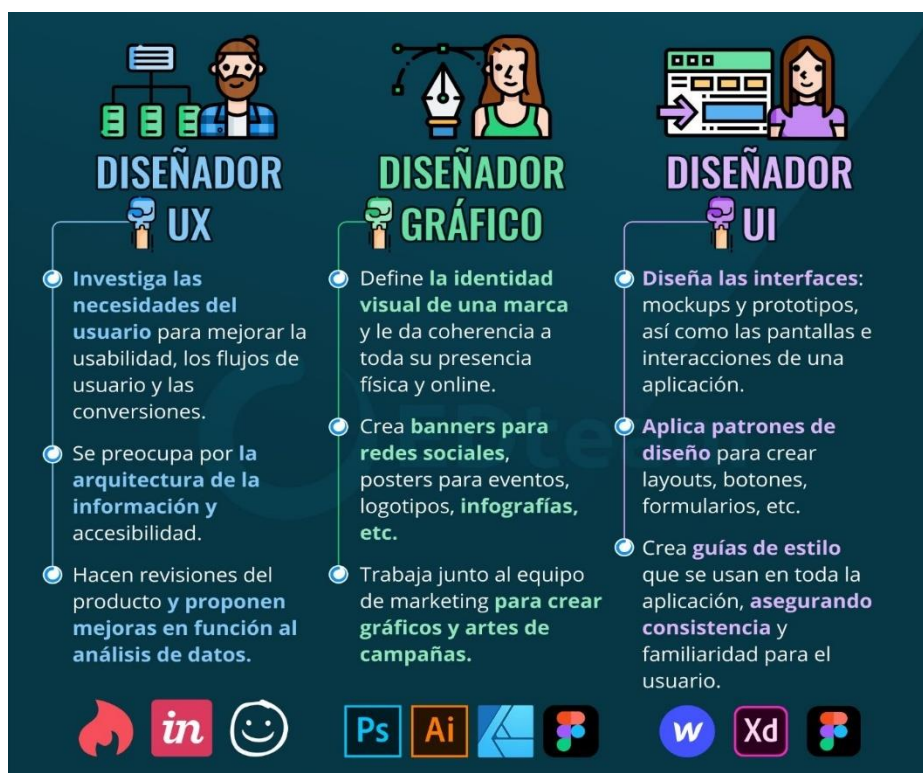 DISEÑADOR
UX
Investiga las
necesidades del
usuario para mejorar la
usabilidad, los flujos de
usuario y las
conversiones.
Se preocupa por la
arquitectura de la
información y
accesibilidad.
Hacen revisiones del
producto y proponen
mejoras en función al
análisis de datos.
in
DISEÑADOR
GRÁFICO
Define la identidad
visual de una marca
y le da coherencia a
toda su presencia
física y online.
Crea banners para
redes sociales,
posters para eventos,
logotipos, infografías,
etc.
Trabaja junto al equipo
de marketing para crear
gráficos y artes de
campañas.
Ps
Ai
DISEÑADOR
UI
Diseña las interfaces:
mockups y prototipos,
así como las pantallas e
interacciones de una
aplicación.
Aplica patrones de
diseño para crear
layouts, botones,
formularios, etc.
Crea guías de estilo
que se usan en toda la
aplicación, asegurando
consistencia y
familiaridad para el
usuario.
w
Xd
EDteam